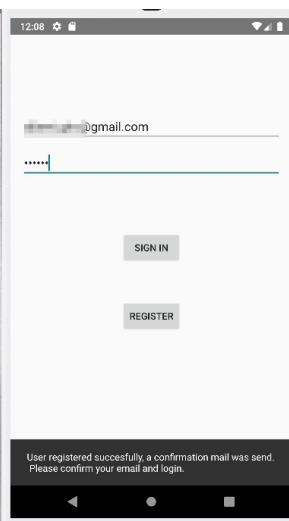 12:08
@gmail.com
••••••
SIGN IN
REGISTER
User registered succesfully, a confirmation mail was send.
Please confirm your email and login.